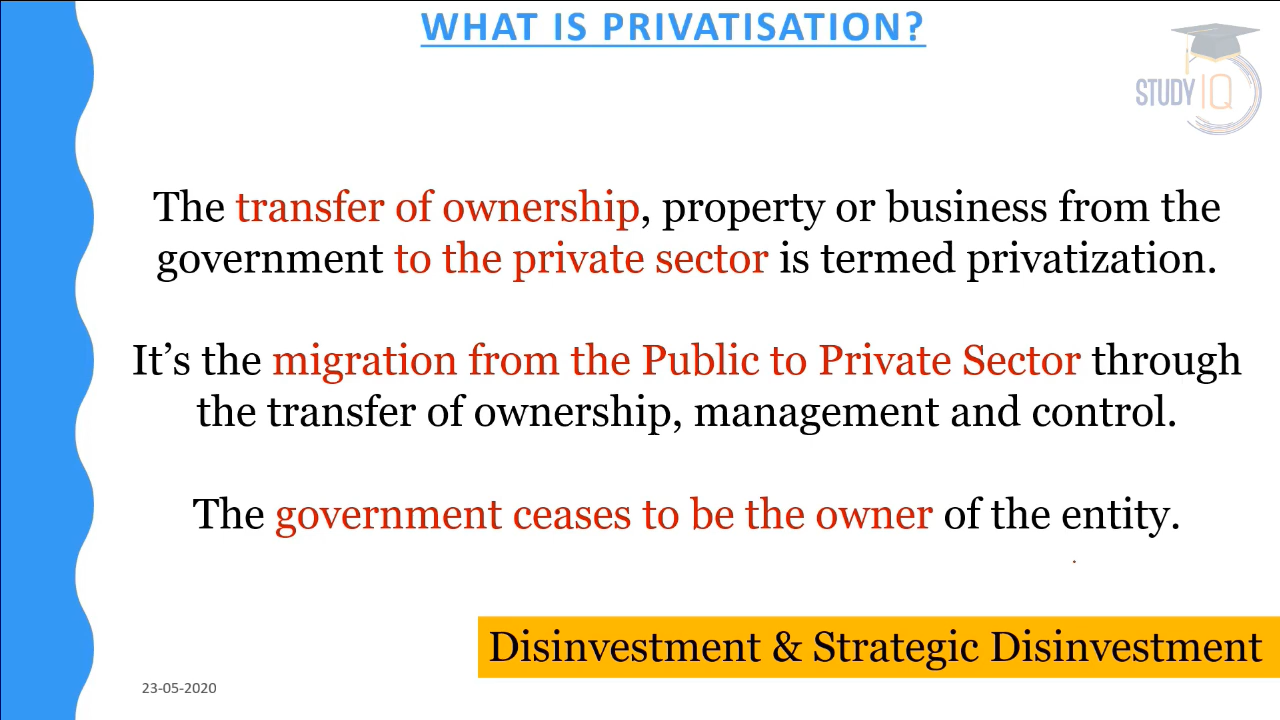 WHAT IS PRIVATISATION?
STUDY IQ
The transfer of ownership, property or business from the
government to the private sector is termed privatization.
It’s the migration from the Public to Private Sector through
the transfer of ownership, management and control.
The government ceases to be the owner of the entity.
Disinvestment & Strategic Disinvestment
23-05-2020